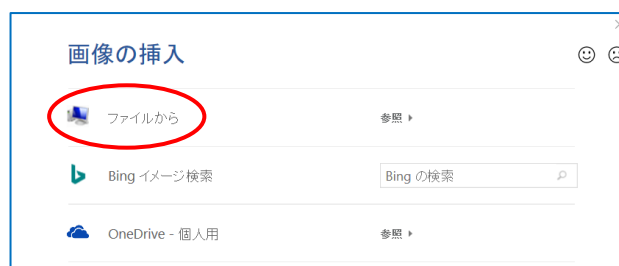 画像の挿入
ファイルから 参照
Bing イメージ検索 Bing の検索
OneDrive - 個人用 参照